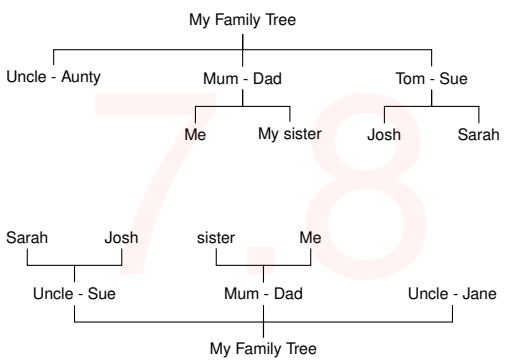 My Family Tree
Uncle - Aunty Mum - Dad Tom - Sue
Me My sister Josh Sarah
7.8
Sarah Josh sister Me
Uncle - Sue Mum - Dad Uncle - Jane
My Family Tree